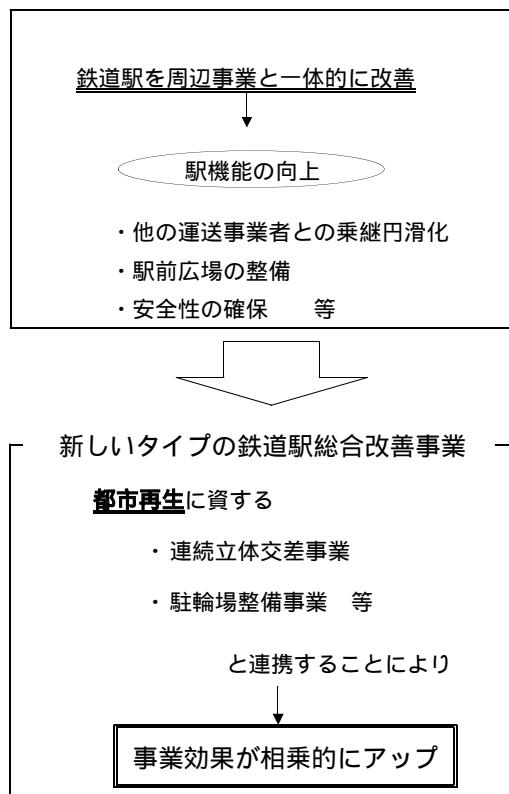 鉄道駅を周辺事業と一体的に改善
駅機能の向上
・他の運送事業者との乗継円滑化
・駅前広場の整備
・安全性の確保　　等
新しいタイプの鉄道駅総合改善事業
都市再生に資する
・連続立体交差事業
・駐輪場整備事業　等
と連携することにより
事業効果が相乗的にアップ